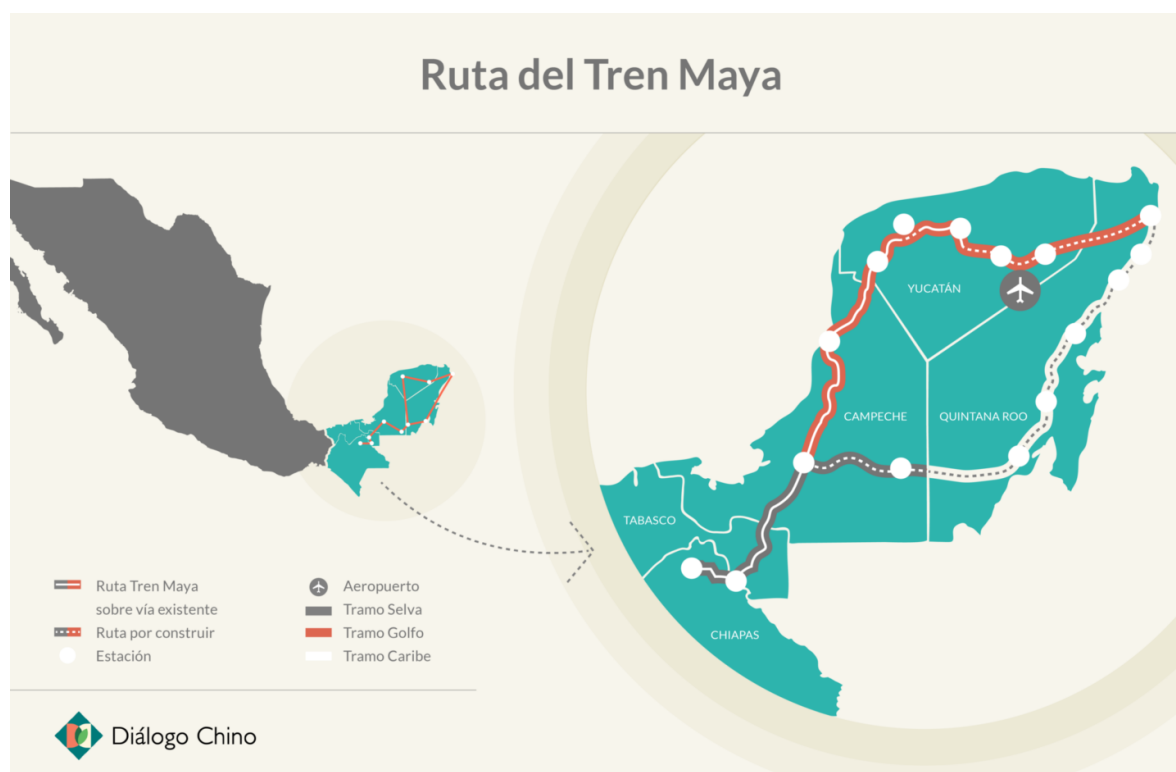 Ruta del Tren Maya
YUCATÁN
CAMPECHE
QUINTANA ROO
TABASCO
CHIAPAS
Ruta Tren Maya
sobre vía existente
Ruta por construir
Estación
Aeropuerto
Tramo Selva
Tramo Golfo
Tramo Caribe
Diálogo Chino